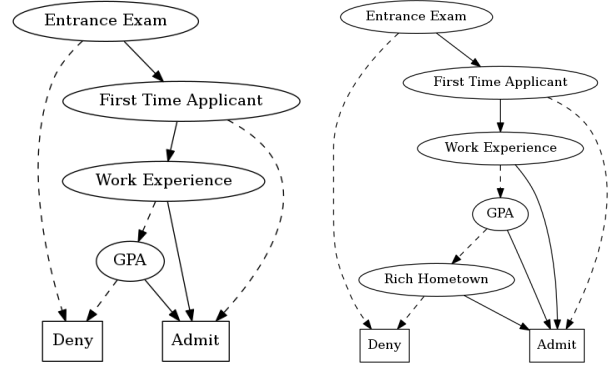 Entrance Exam
First Time Applicant
Work Experience
GPA
Deny
Admit
Entrance Exam
First Time Applicant
Work Experience
GPA
Rich Hometown
Deny
Admit